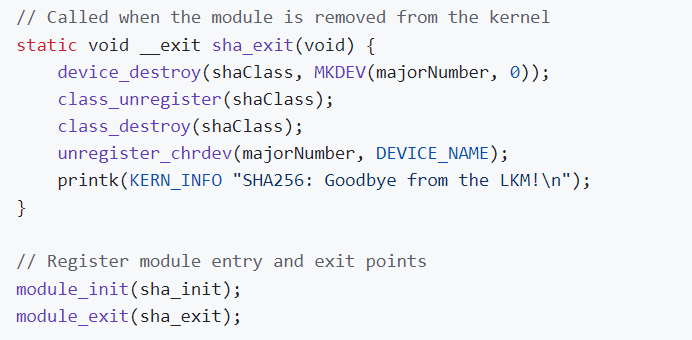 // Called when the module is removed from the kernel
static void __exit sha_exit(void) {
    device_destroy(shaClass, MKDEV(majorNumber, 0));
    class_unregister(shaClass);
    class_destroy(shaClass);
    unregister_chrdev(majorNumber, DEVICE_NAME);
    printk(KERN_INFO "SHA256: Goodbye from the LKM!\n");
}

// Register module entry and exit points
module_init(sha_init);
module_exit(sha_exit);